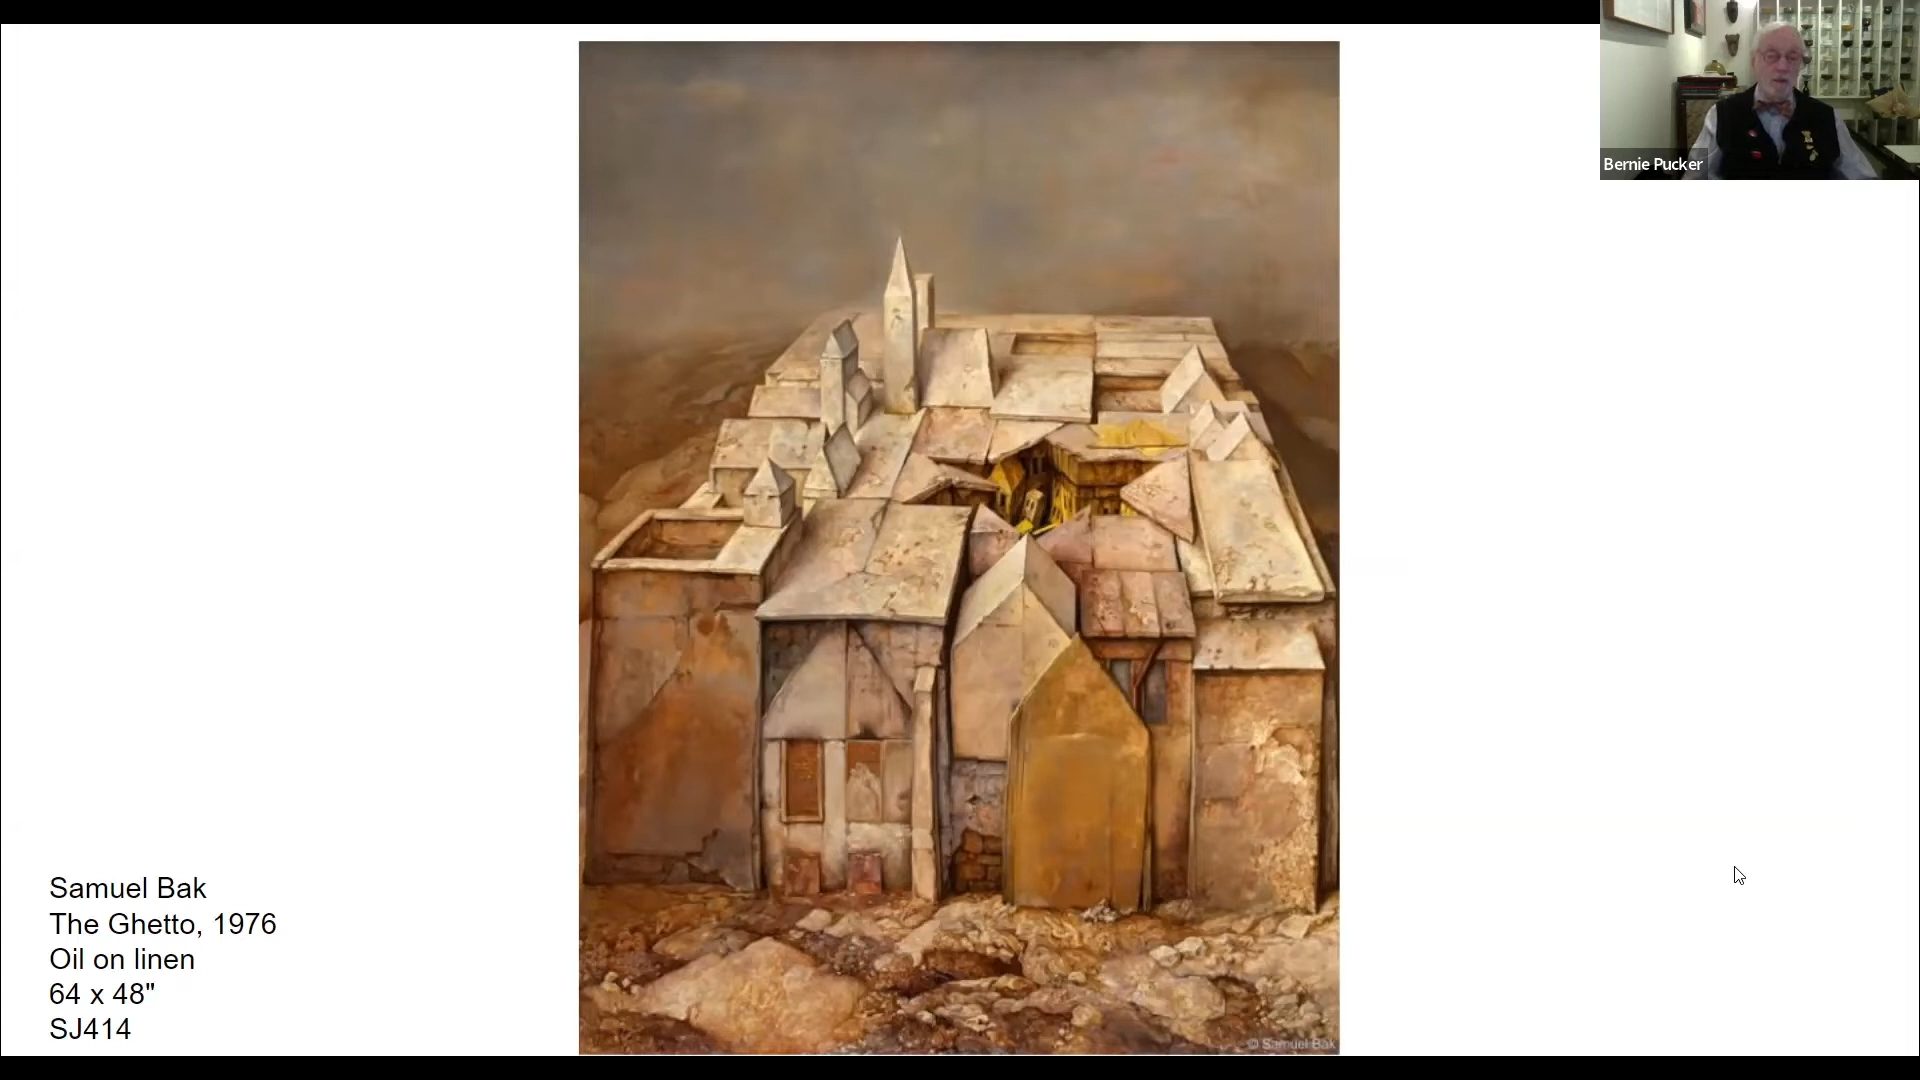 Bernie Pucker
Samuel Bak
The Ghetto, 1976
Oil on linen
64 x 48"
SJ414
© Samuel Bak